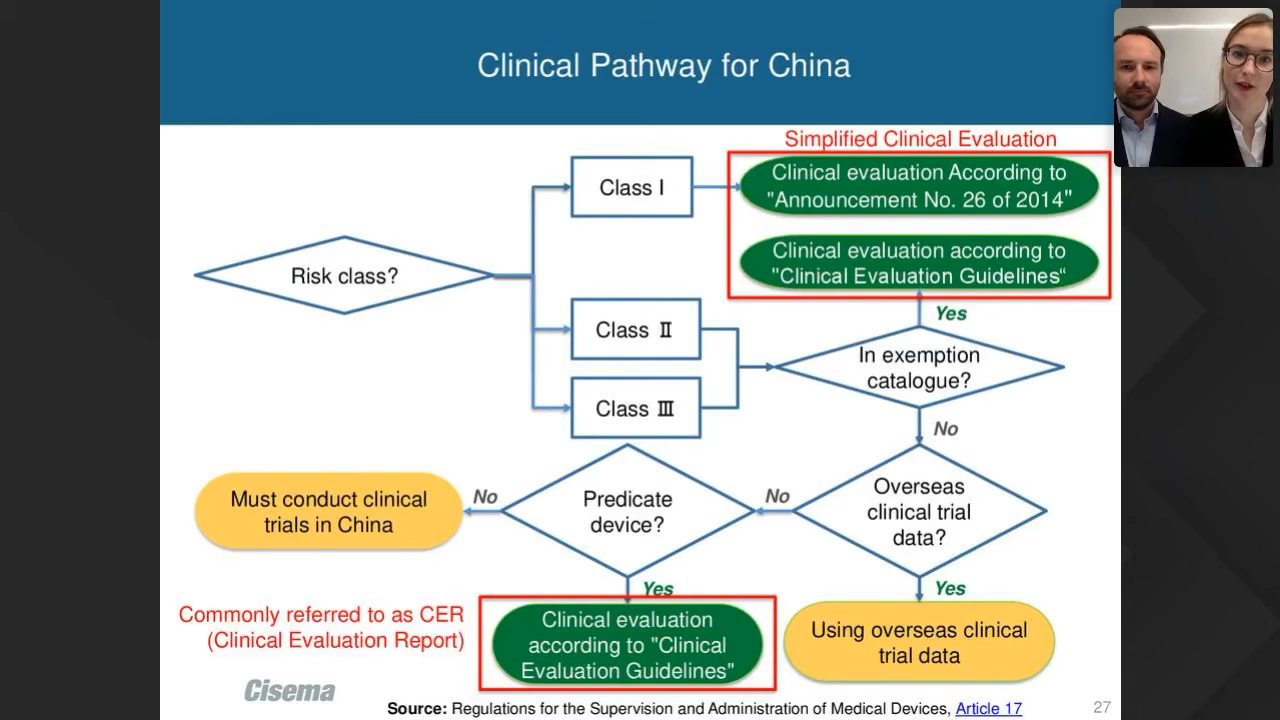 Clinical Pathway for China
Simplified Clinical Evaluation
Class I
Clinical evaluation According to
"Announcement No. 26 of 2014"
Clinical evaluation according to
"Clinical Evaluation Guidelines“
Risk class?
Yes
Class Ⅱ
In exemption
catalogue?
Class Ⅲ
No
Must conduct clinical
trials in China
No
Predicate
device?
No
Overseas
clinical trial
data?
Yes
Yes
Commonly referred to as CER
(Clinical Evaluation Report)
Clinical evaluation
according to "Clinical
Evaluation Guidelines"
Using overseas clinical
trial data
Cisema
Source: Regulations for the Supervision and Administration of Medical Devices, Article 17
27